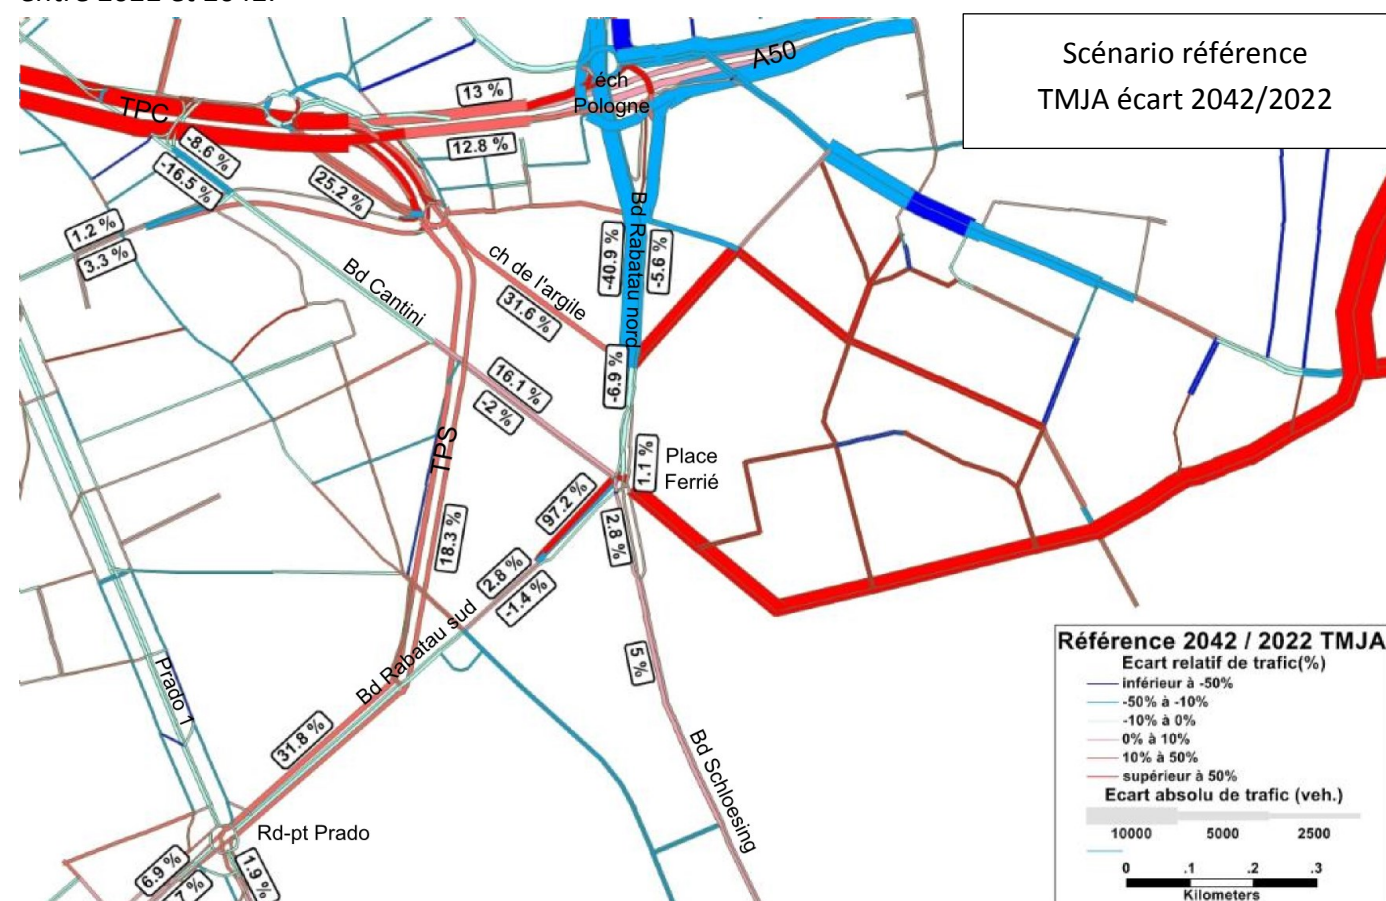 Scénario référence
TMJA écart 2042/2022
A50
éch
Pologne
TPC
13 %
12.8 %
-8.6 %
-16.5 %
25.2 %
1.2 %
3.3 %
Bd Cantini
ch de l'argile
31.6 %
Bd Rabatau nord
-40.9 %
-5.6 %
-6.9 %
16.1 %
-2 %
TPS
1.1 %
Place
Ferrié
97.2 %
2.8 %
18.3 %
2.8 %
-1.4 %
Bd Rabatau sud
5 %
Prado 1
31.8 %
Bd Schloesing
Rd-pt Prado
6.9 %
7 %
1.9 %
Référence 2042 / 2022 TMJA
Ecart relatif de trafic(%)
inférieur à -50%
-50% à -10%
-10% à 0%
0% à 10%
10% à 50%
supérieur à 50%
Ecart absolu de trafic (veh.)
10000 5000 2500
0 .1 .2 .3
Kilometers